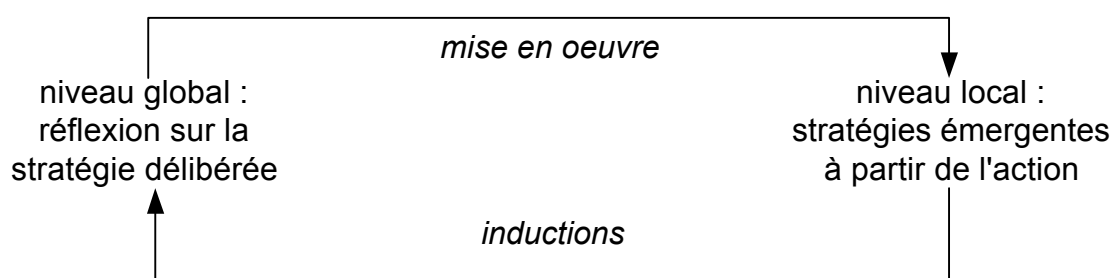 mise en oeuvre
niveau global :
réflexion sur la
stratégie délibérée
niveau local :
stratégies émergentes
à partir de l'action
inductions